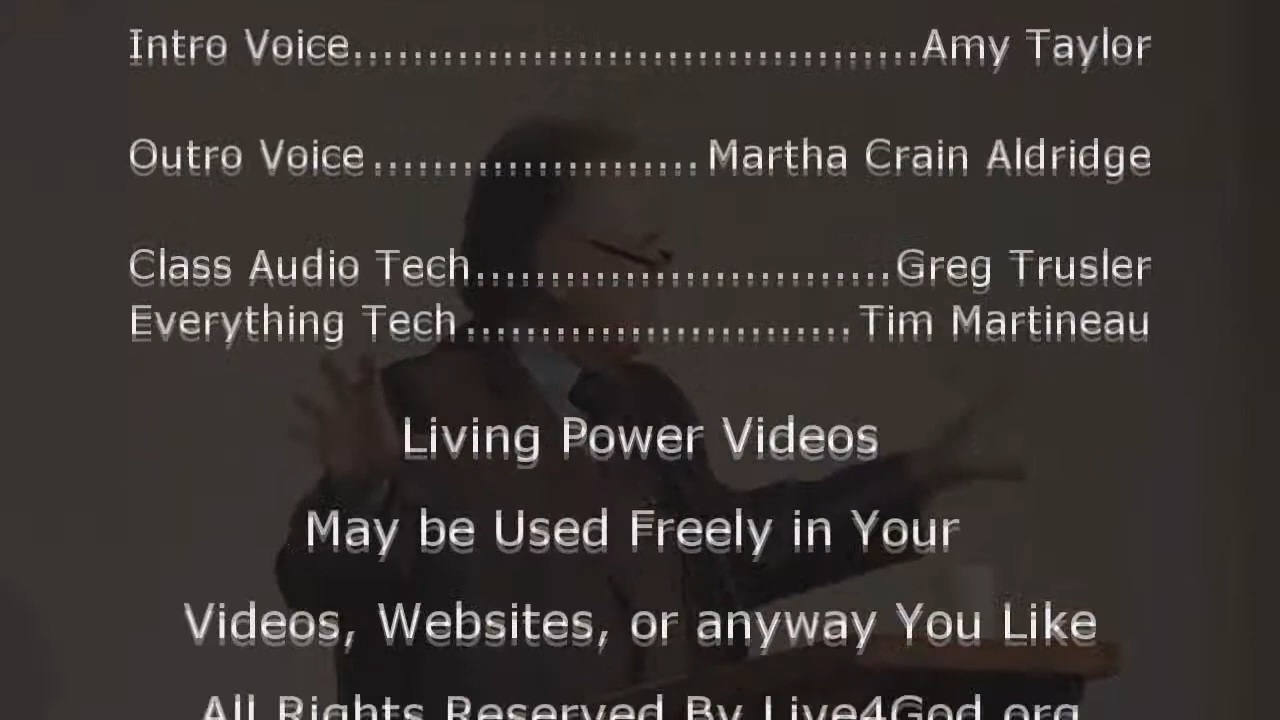 Intro Voice......................................Amy Taylor
Outro Voice......................Martha Crain Aldridge
Class Audio Tech............................Greg Trusler
Everything Tech..........................Tim Martineau
Living Power Videos
May be Used Freely in Your
Videos, Websites, or anyway You Like
All Rights Reserved By Live4God.org